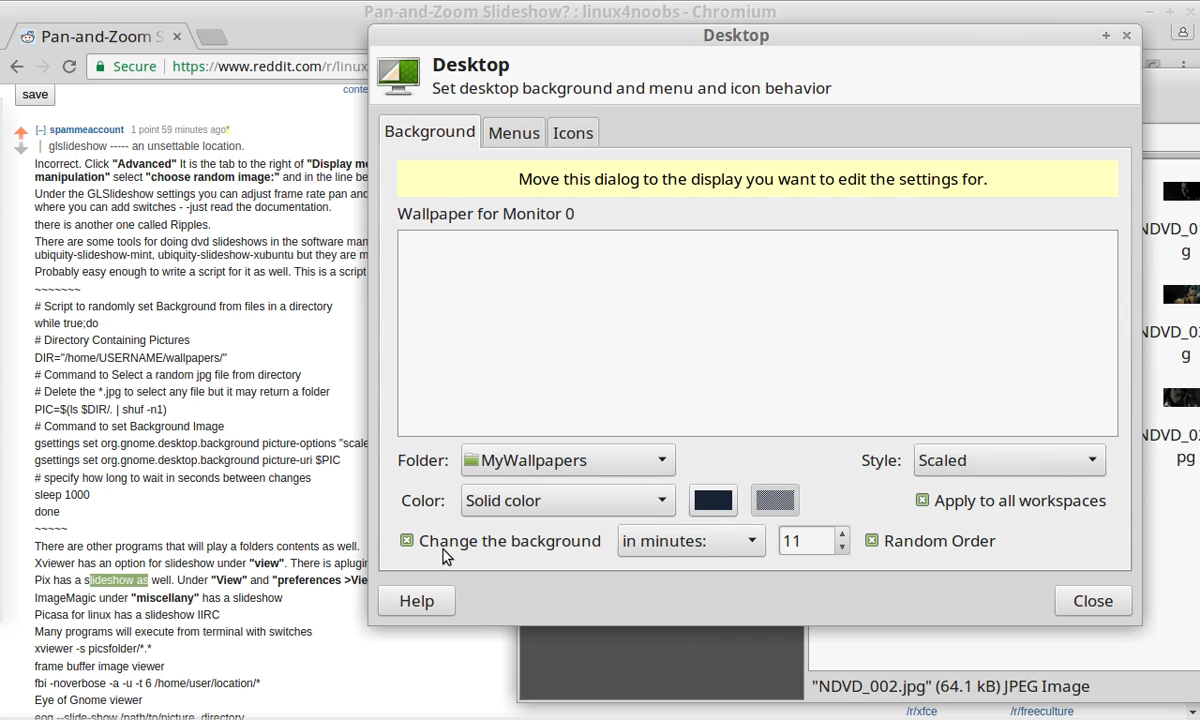 Pan-and-Zoom Slideshow? : linux4noobs - Chromium
Pan-and-Zoom S
Secure
https://www.reddit.com/r/linux
save
conte
[-] spammeaccount 1 point 59 minutes ago*
glslideshow ----- an unsettable location.
Incorrect. Click "Advanced" It is the tab to the right of "Display mo
manipulation" select "choose random image:" and in the line be
Under the GLSlideshow settings you can adjust frame rate pan and
where you can add switches - -just read the documentation.
there is another one called Ripples.
There are some tools for doing dvd slideshows in the software man
ubiquity-slideshow-mint, ubiquity-slideshow-xubuntu but they are m
Probably easy enough to write a script for it as well. This is a script
~~~~~~~
# Script to randomly set Background from files in a directory
while true;do
# Directory Containing Pictures
DIR="/home/USERNAME/wallpapers/"
# Command to Select a random jpg file from directory
# Delete the *.jpg to select any file but it may return a folder
PIC=$(ls $DIR/. | shuf -n1)
# Command to set Background Image
gsettings set org.gnome.desktop.background picture-options "scale
gsettings set org.gnome.desktop.background picture-uri $PIC
# specify how long to wait in seconds between changes
sleep 1000
done
~~~~~
There are other programs that will play a folders contents as well.
Xviewer has an option for slideshow under "view". There is aplugin
Pix has a slideshow as well. Under "View" and "preferences >Vie
ImageMagic under "miscellany" has a slideshow
Picasa for linux has a slideshow IIRC
Many programs will execute from terminal with switches
xviewer -s picsfolder/*.*
frame buffer image viewer
fbi -noverbose -a -u -t 6 /home/user/location/*
Eye of Gnome viewer
eog --slide-show /path/to/picture_directory
Desktop
Desktop
Set desktop background and menu and icon behavior
Background
Menus
Icons
Move this dialog to the display you want to edit the settings for.
Wallpaper for Monitor 0
Folder:
MyWallpapers
Style:
Scaled
Color:
Solid color
Apply to all workspaces
Change the background
in minutes:
11
Random Order
Help
Close
NDVD_0
g
NDVD_02
g
NDVD_02
pg
"NDVD_002.jpg" (64.1 kB) JPEG Image
/r/xfce
/r/freeculture